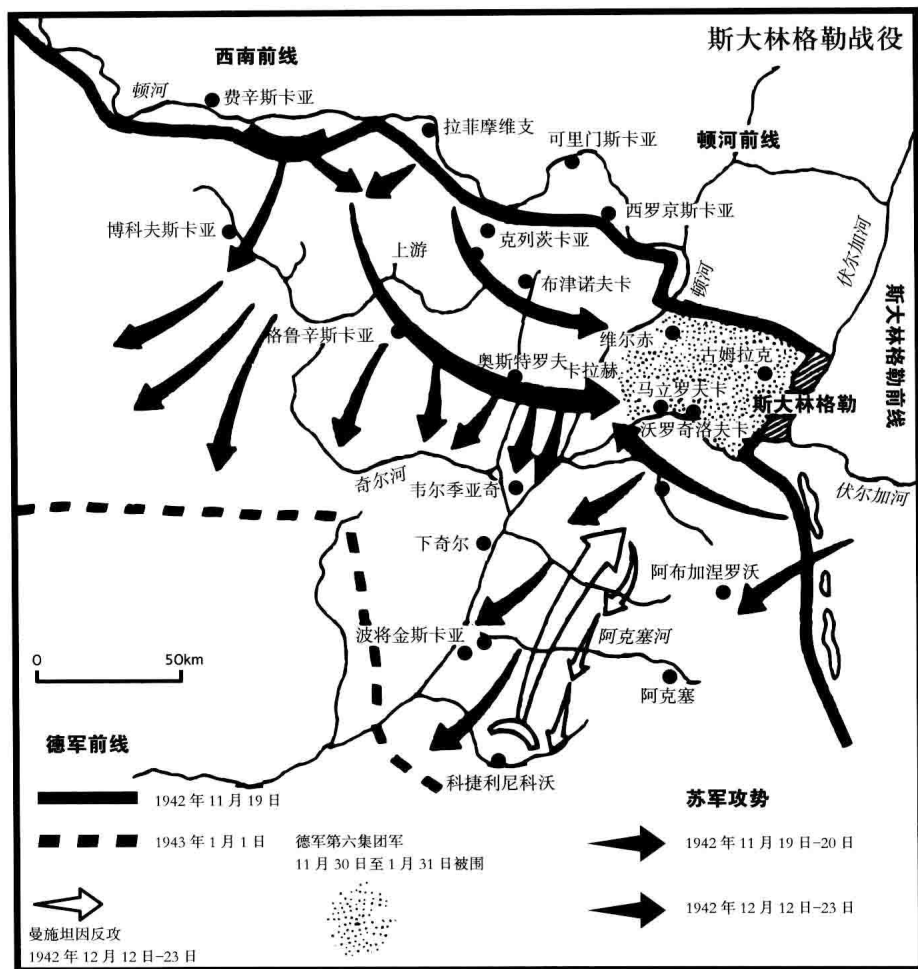 斯大林格勒战役
西南前线
顿河
费辛斯卡亚
拉菲摩维支
可里门斯卡亚
顿河前线
博科夫斯卡亚
西罗京斯卡亚
克列茨卡亚
上游
布津诺夫卡
顿河
伏尔加河
斯大林格勒前线
格鲁辛斯卡亚
维尔赤
奥斯特罗夫
卡拉赫
古姆拉克
马立罗夫卡
斯大林格勒
沃罗奇洛夫卡
奇尔河
韦尔季亚奇
伏尔加河
下奇尔
阿布加涅罗沃
波将金斯卡亚
阿克塞河
0
50km
阿克塞
德军前线
科捷利尼科沃
1942年11月19日
1943年1月1日
德军第六集团军
11月30日至1月31日被围
曼施坦因反攻
1942年12月12日-23日
苏军攻势
1942年11月19日-20日
1942年12月12日-23日